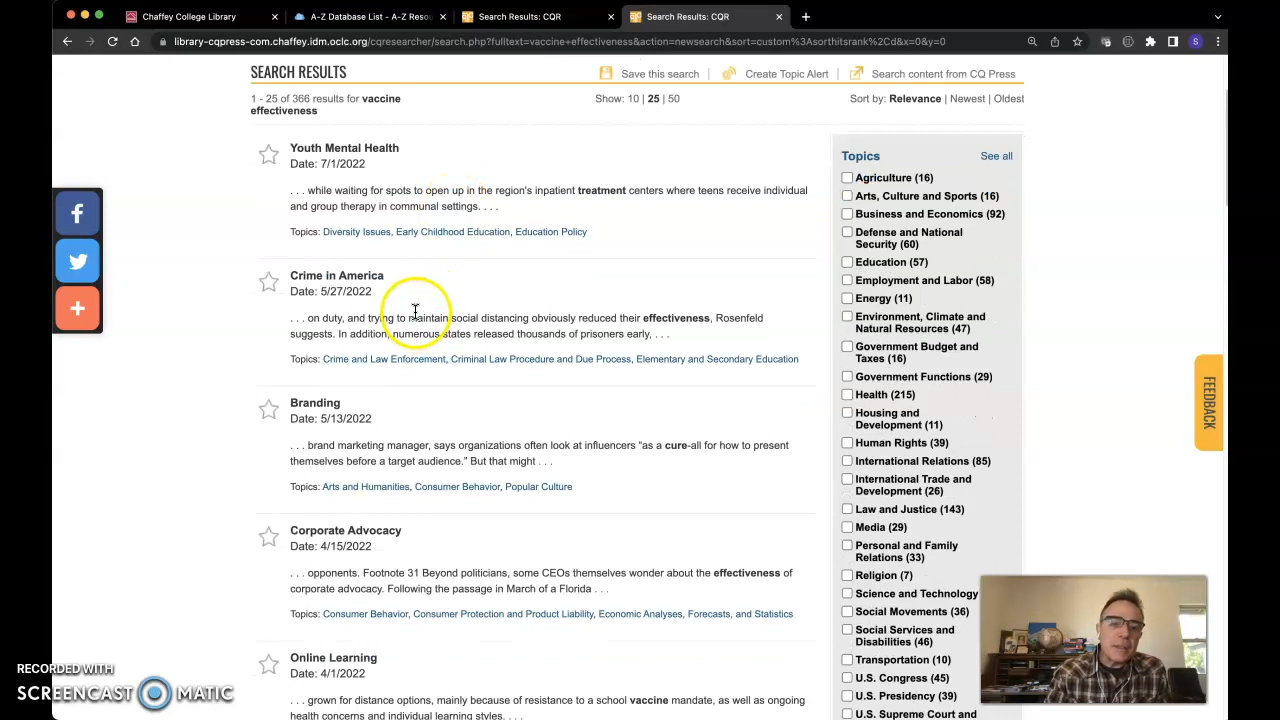 Chaffey College Library
A-Z Database List - A-Z Resou
Search Results: CQR
Search Results: CQR
library-cqpress-com.chaffey.idm.oclc.org/cqresearcher/search.php?fulltext=vaccine+effectiveness&action=newsearch&sort=custom%3Asorthitsrank%2Cd&x=0&y=0
S
SEARCH RESULTS
Save this search | Create Topic Alert | Search content from CQ Press
1 - 25 of 366 results for vaccine
effectiveness
Show: 10 | 25 | 50
Sort by: Relevance | Newest | Oldest
Youth Mental Health
Date: 7/1/2022
. . . while waiting for spots to open up in the region's inpatient treatment centers where teens receive individual
and group therapy in communal settings. . . .
Topics: Diversity Issues, Early Childhood Education, Education Policy
Crime in America
Date: 5/27/2022
. . . on duty, and trying to maintain social distancing obviously reduced their effectiveness, Rosenfeld
suggests. In addition, numerous states released thousands of prisoners early, . . .
Topics: Crime and Law Enforcement, Criminal Law Procedure and Due Process, Elementary and Secondary Education
Branding
Date: 5/13/2022
. . . brand marketing manager, says organizations often look at influencers “as a cure-all for how to present
themselves before a target audience.” But that might . . .
Topics: Arts and Humanities, Consumer Behavior, Popular Culture
Corporate Advocacy
Date: 4/15/2022
. . . opponents. Footnote 31 Beyond politicians, some CEOs themselves wonder about the effectiveness of
corporate advocacy. Following the passage in March of a Florida . . .
Topics: Consumer Behavior, Consumer Protection and Product Liability, Economic Analyses, Forecasts, and Statistics
Online Learning
Date: 4/1/2022
. . . grown for distance options, mainly because of resistance to a school vaccine mandate, as well as ongoing
health concerns and individual learning styles. . . .
Topics
See all
Agriculture (16)
Arts, Culture and Sports (16)
Business and Economics (92)
Defense and National
Security (60)
Education (57)
Employment and Labor (58)
Energy (11)
Environment, Climate and
Natural Resources (47)
Government Budget and
Taxes (16)
Government Functions (29)
Health (215)
Housing and
Development (11)
Human Rights (39)
International Relations (85)
International Trade and
Development (26)
Law and Justice (143)
Media (29)
Personal and Family
Relations (33)
Religion (7)
Science and Technology
Social Movements (36)
Social Services and
Disabilities (46)
Transportation (10)
U.S. Congress (45)
U.S. Presidency (39)
U.S. Supreme Court and
FEEDBACK
RECORDED WITH
SCREENCAST MATIC